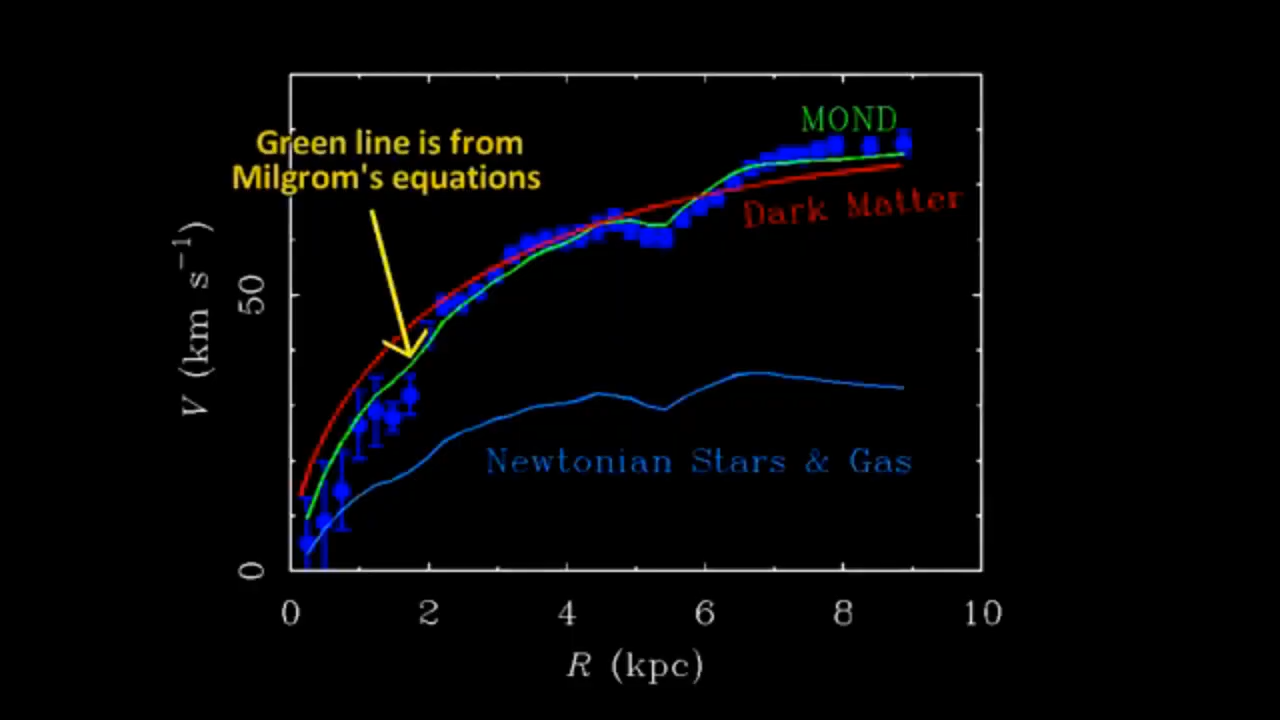 MOND
Green line is from
Milgrom's equations
Dark Matter
V (km s⁻¹)
50
Newtonian Stars & Gas
0
0 2 4 6 8 10
R (kpc)